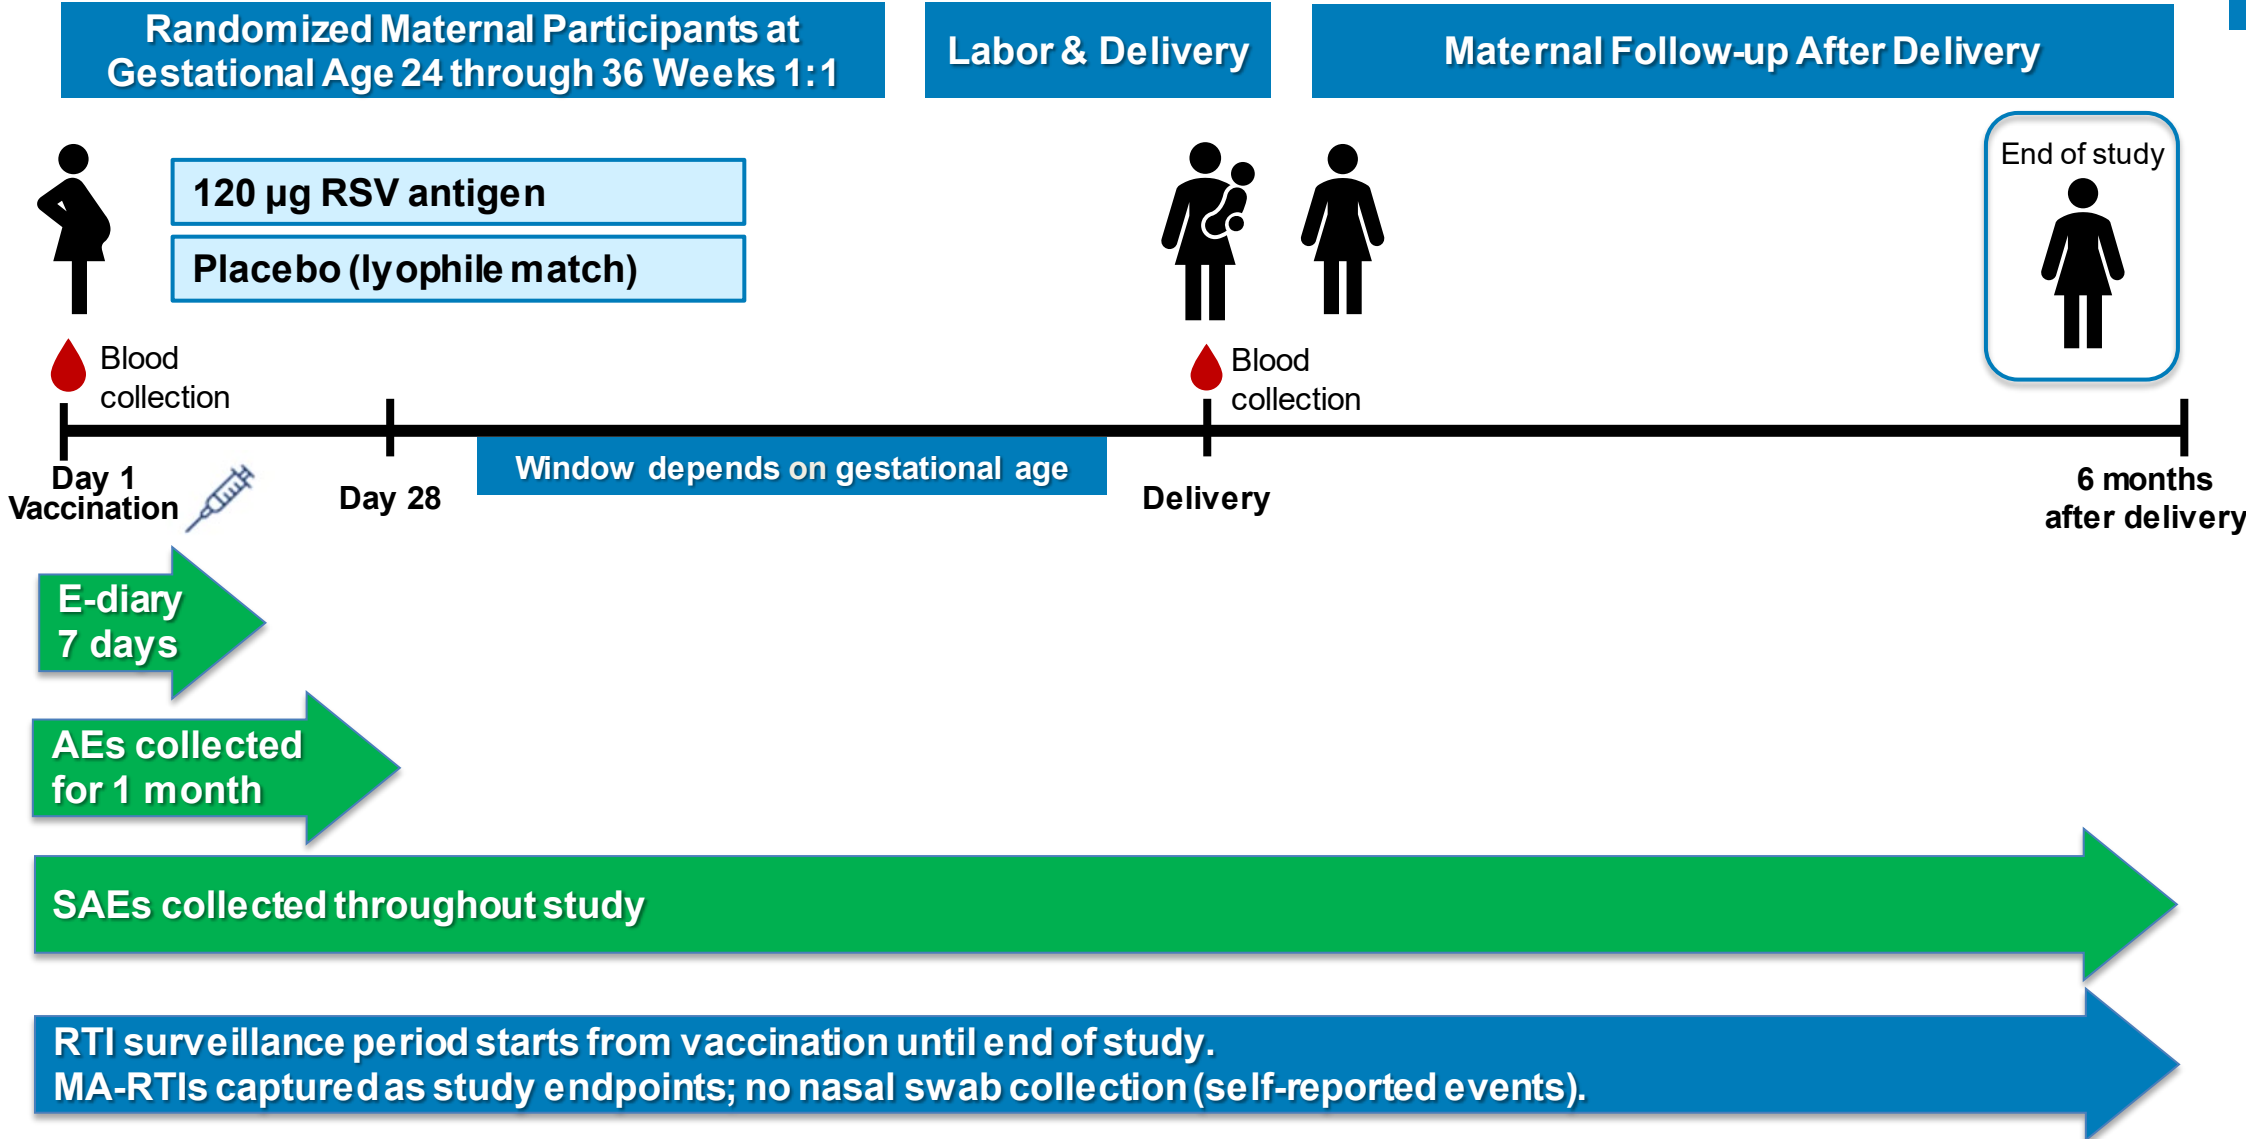 Randomized Maternal Participants at
Gestational Age 24 through 36 Weeks 1:1
Labor & Delivery
Maternal Follow-up After Delivery
120 µg RSV antigen
Placebo (lyophile match)
End of study
Blood
collection
Blood
collection
Day 1
Vaccination
Day 28
Window depends on gestational age
Delivery
6 months
after delivery
E-diary
7 days
AEs collected
for 1 month
SAEs collected throughout study
RTI surveillance period starts from vaccination until end of study.
MA-RTIs captured as study endpoints; no nasal swab collection (self-reported events).